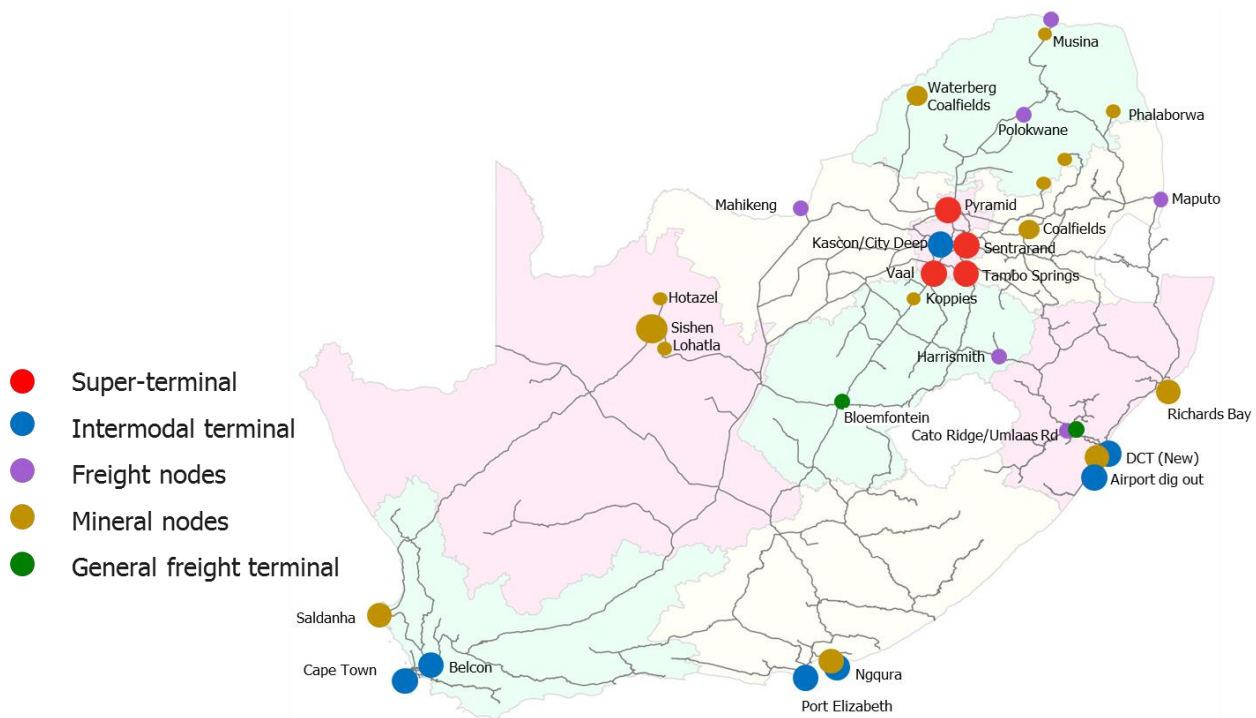 Musina
Waterberg
Coalfields
Phalaborwa
Polokwane
Mahikeng
Pyramid
Maputo
Coalfields
Kascon/City Deep
Sentrarand
Vaal
Tambo Springs
Hotazel
Koppies
Sishen
Lohatla
Harrismith
Super-terminal
Richards Bay
Bloemfontein
Intermodal terminal
Cato Ridge/Umlaas Rd
DCT (New)
Freight nodes
Airport dig out
Mineral nodes
General freight terminal
Saldanha
Cape Town
Belcon
Ngqura
Port Elizabeth